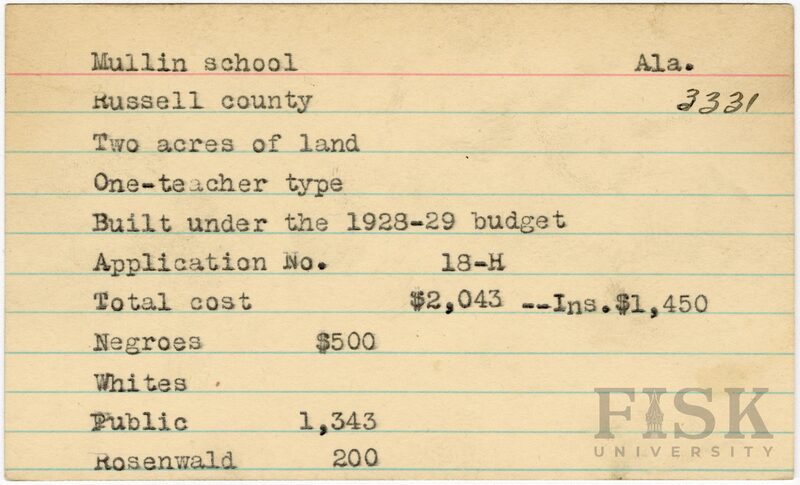 Mullin school Ala.
Russell county 3331
Two acres of land
One-teacher type
Built under the 1928-29 budget
Application No. 18-H
Total cost $2,043 --Ins.$1,450
Negroes $500
Whites
Public 1,343
Rosenwald 200
FISK
UNIVERSITY